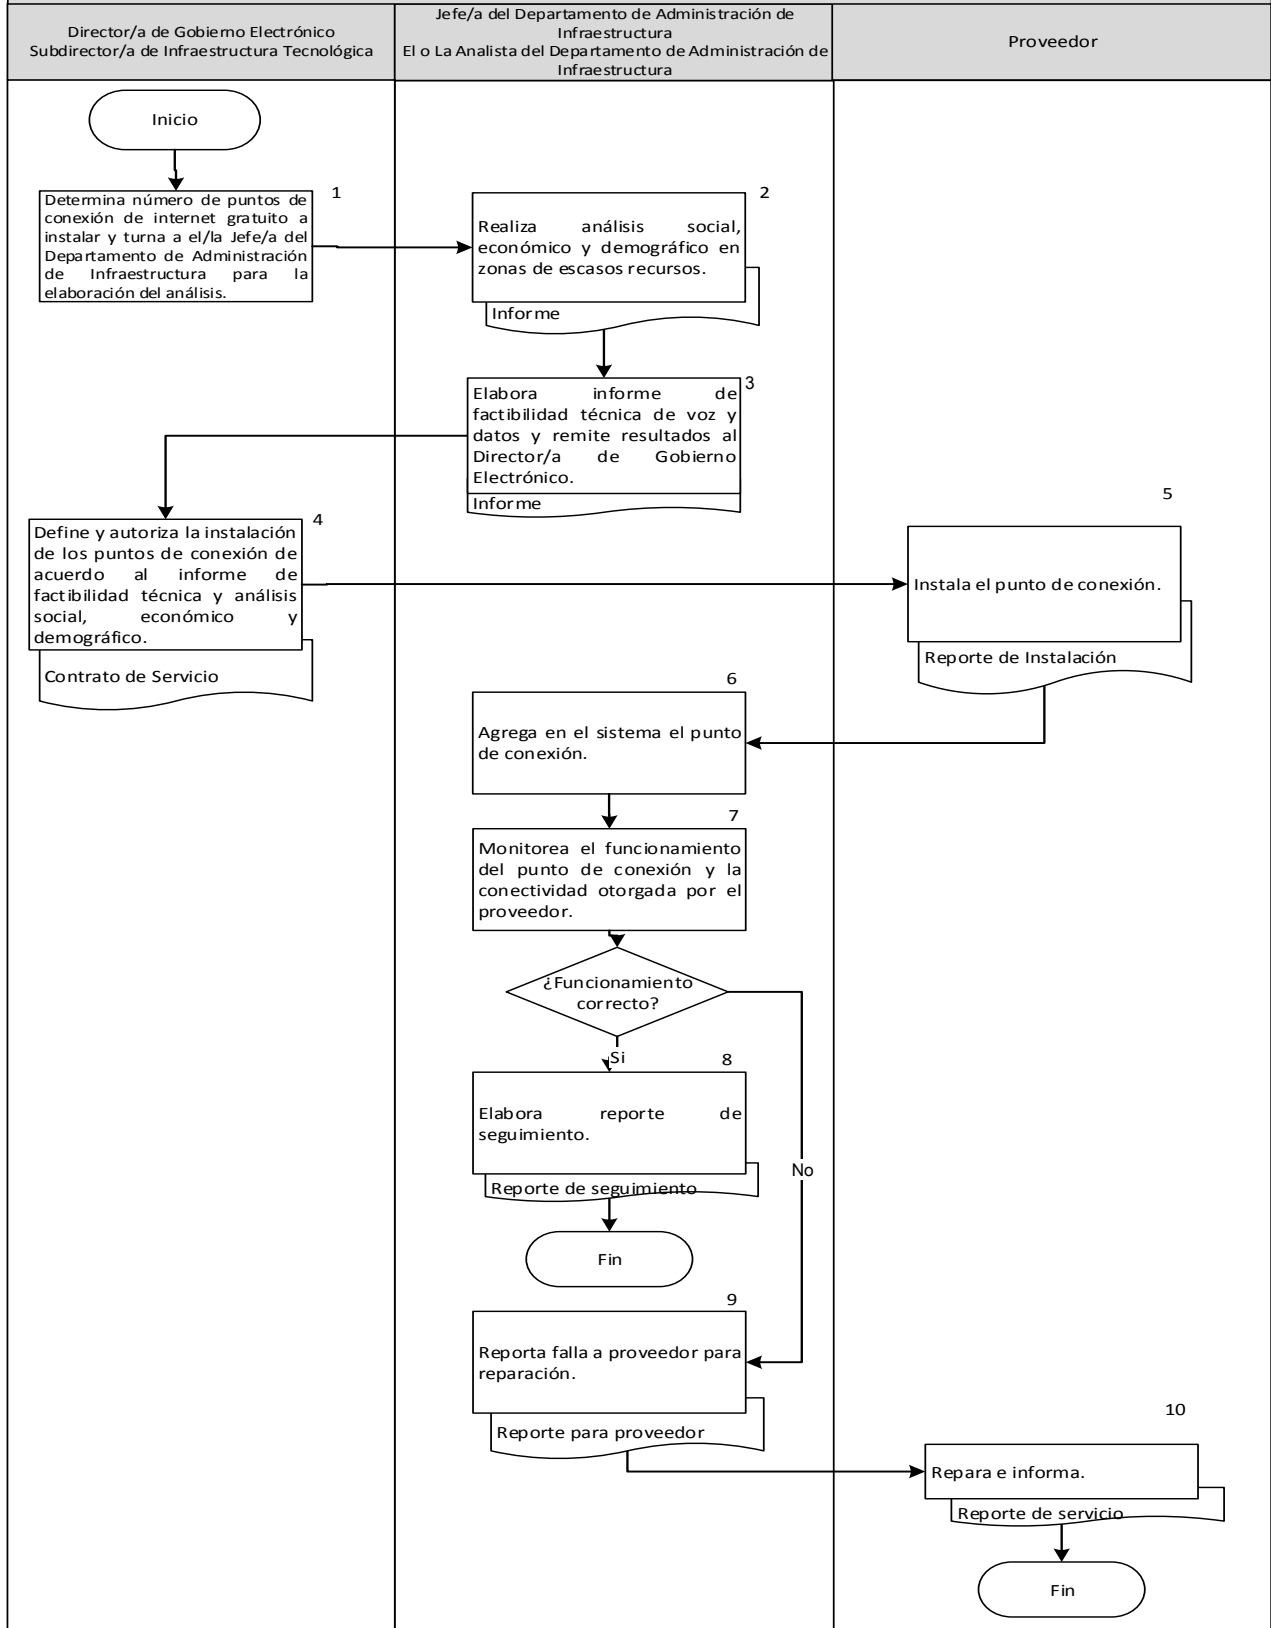 Director/a de Gobierno Electrónico
Subdirector/a de Infraestructura Tecnológica
Jefe/a del Departamento de Administración de
Infraestructura
El o La Analista del Departamento de Administración de
Infraestructura
Proveedor
Inicio
1
Determina número de puntos de
conexión de internet gratuito a
instalar y turna a el/la Jefe/a del
Departamento de Administración
de Infraestructura para la
elaboración del análisis.
2
Realiza análisis social,
económico y demográfico en
zonas de escasos recursos.
Informe
3
Elabora informe de
factibilidad técnica de voz y
datos y remite resultados al
Director/a de Gobierno
Electrónico.
Informe
4
Define y autoriza la instalación
de los puntos de conexión de
acuerdo al informe de
factibilidad técnica y análisis
social, económico y
demográfico.
Contrato de Servicio
5
Instala el punto de conexión.
Reporte de Instalación
6
Agrega en el sistema el punto
de conexión.
7
Monitorea el funcionamiento
del punto de conexión y la
conectividad otorgada por el
proveedor.
¿Funcionamiento
correcto?
Si
8
Elabora reporte de
seguimiento.
No
Reporte de seguimiento
Fin
9
Reporta falla a proveedor para
reparación.
Reporte para proveedor
10
Repara e informa.
Reporte de servicio
Fin